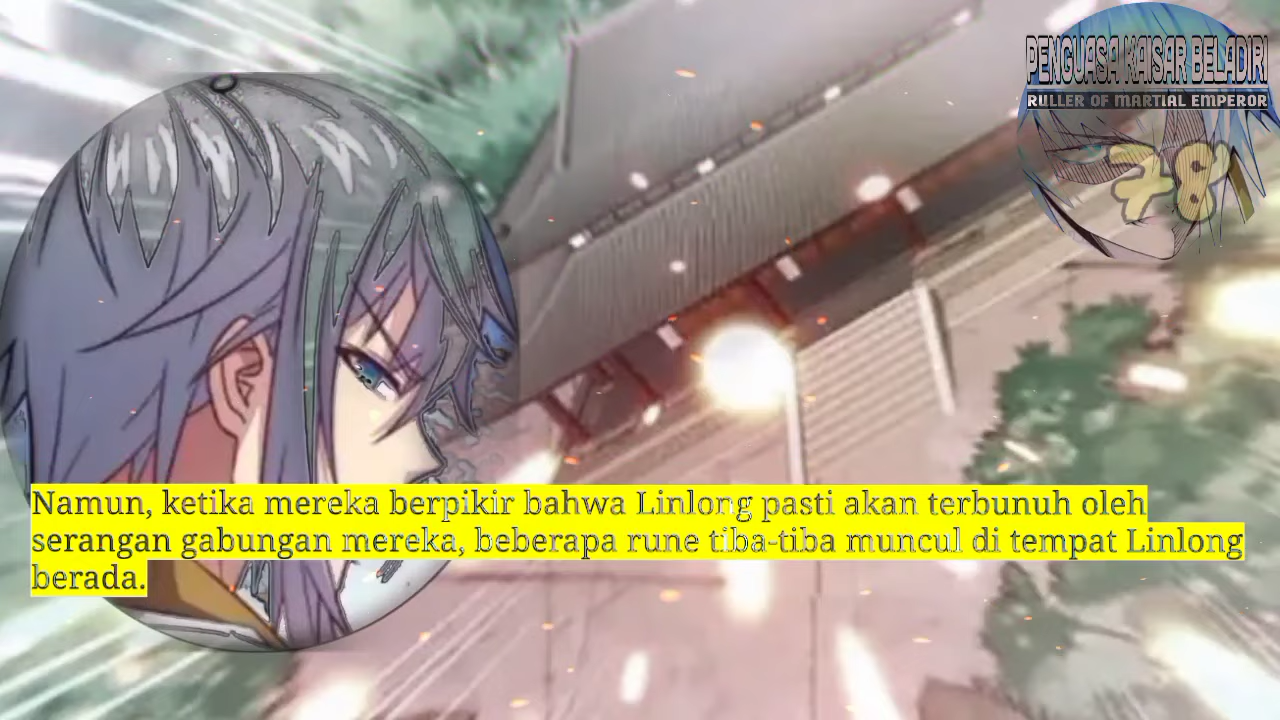 PENGUASA KAISAR BELADIRI
RULLER OF MARTIAL EMPEROR
Namun, ketika mereka berpikir bahwa Linlong pasti akan terbunuh oleh
serangan gabungan mereka, beberapa rune tiba-tiba muncul di tempat Linlong
berada.